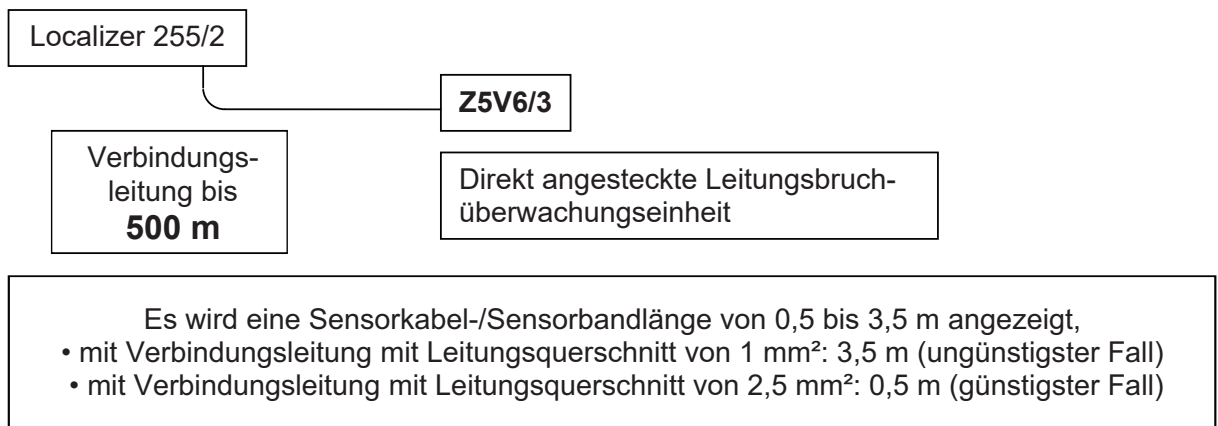 Localizer 255/2
Z5V6/3
Verbindungs-
leitung bis
500 m
Direkt angesteckte Leitungsbruch-
überwachungseinheit
Es wird eine Sensorkabel-/Sensorbandlänge von 0,5 bis 3,5 m angezeigt,
• mit Verbindungsleitung mit Leitungsquerschnitt von 1 mm²: 3,5 m (ungünstigster Fall)
• mit Verbindungsleitung mit Leitungsquerschnitt von 2,5 mm²: 0,5 m (günstigster Fall)